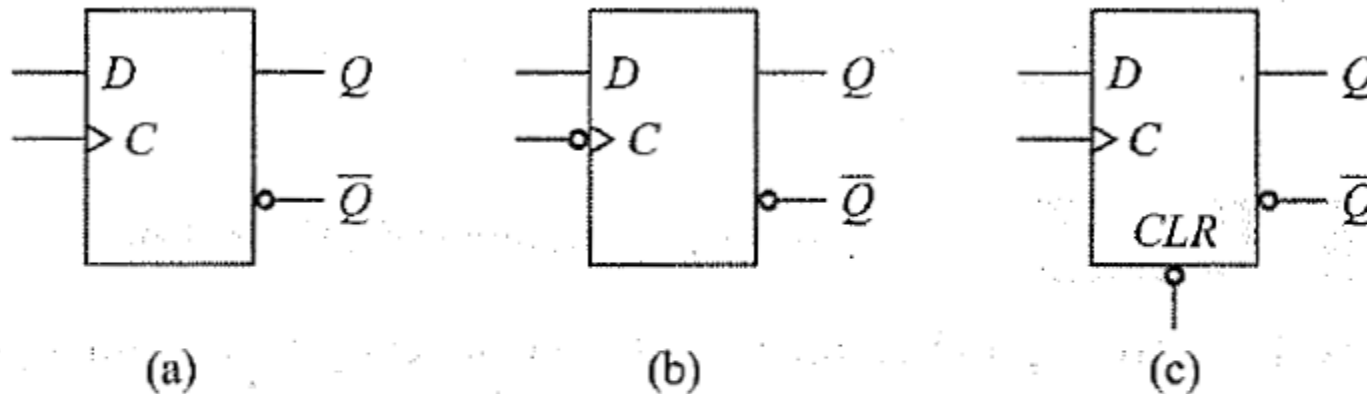 D Q D Q D Q
C C C
Q̅ Q̅ Q̅
CLR
(a) (b) (c)